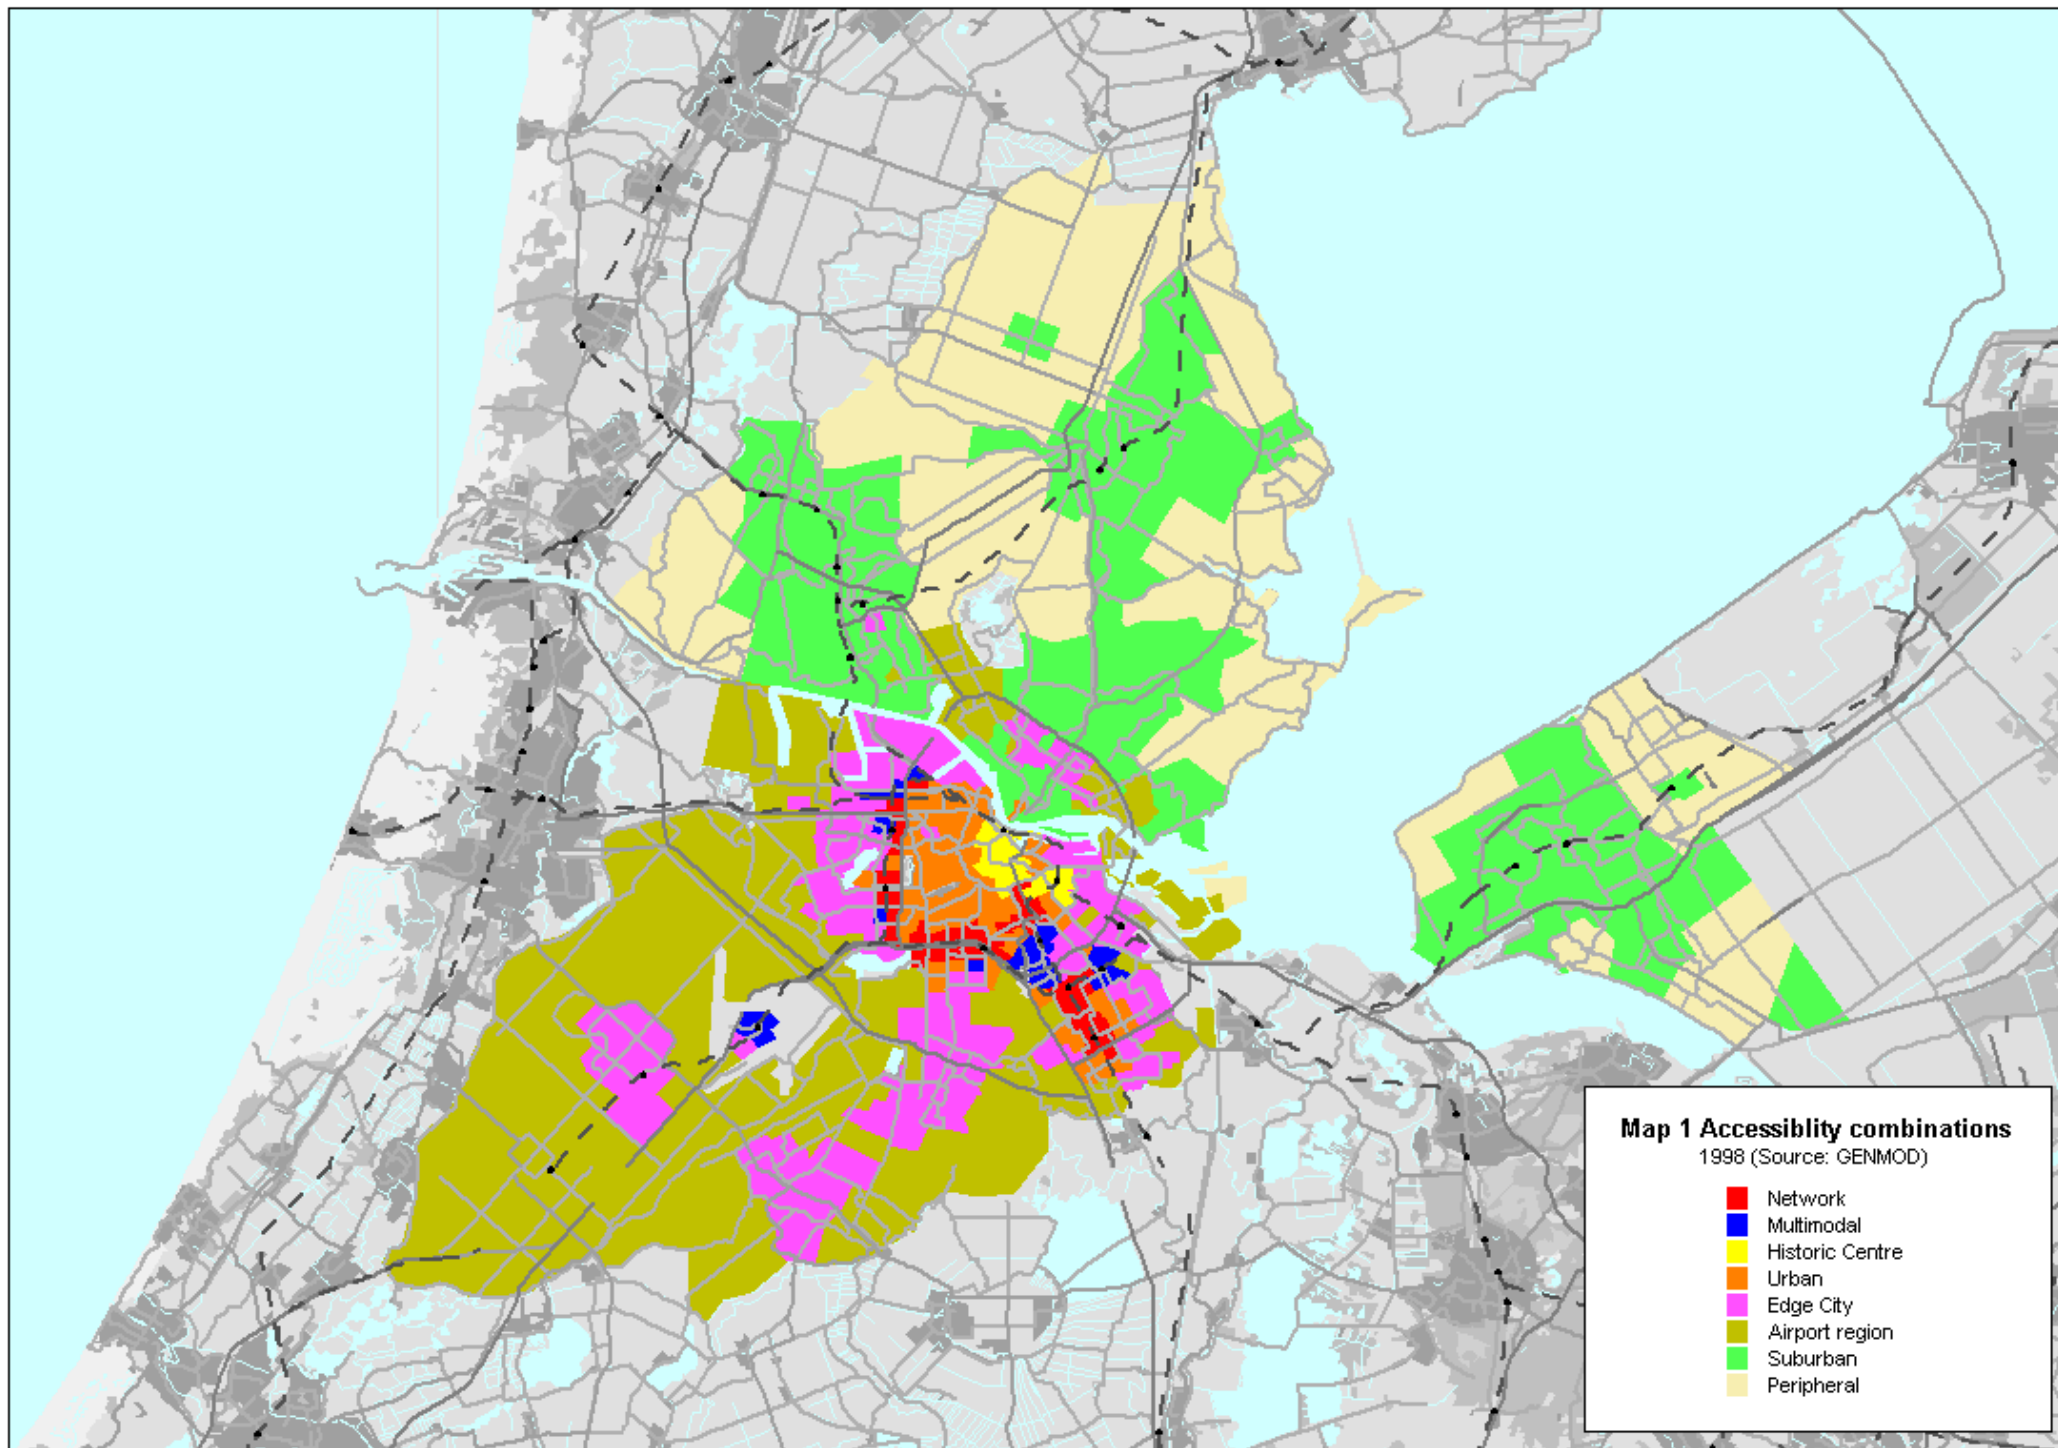 Map 1 Accessiblity combinations
1998 (Source: GENMOD)
Network
Multimodal
Historic Centre
Urban
Edge City
Airport region
Suburban
Peripheral